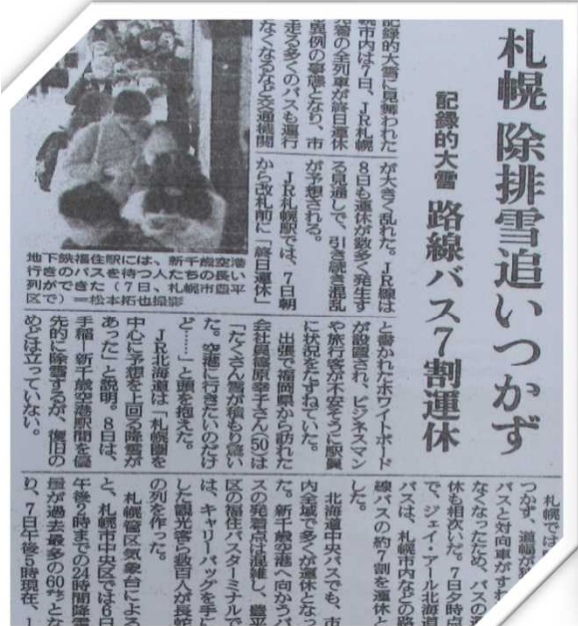 札幌 除排雪追いつかず
記録的大雪 路線バス7割運休
記録的大雪に見舞われた
札幌市内は7日、JR札幌
発着の全列車が終日運休
異例の事態となり、市
走る多くのバスも運行
なくなるなど交通機関
が大きく乱れた。JR線は
8日も運休が数多く発生す
る見通しで、引き続き混乱
が予想される。
JR札幌駅では、7日朝
から改札前に「終日運休」
地下鉄福住駅には、新千歳空港
行きのバスを待つ人たちの長い
列ができた(7日、札幌市豊平
区で)=松本拓也撮影
と書かれたホワイトボード
が設置され、ビジネスマン
や旅行客が不安そうに駅員
に状況をたずねていた。
出張で福岡県から訪れた
会社員篠原幸子さん(50)は
「たくさん雪が積もり驚い
た。空港に行きたいのだけ
ど……」と頭を抱えた。
JR北海道は「札幌圏を
中心に予想を上回る降雪が
あった」と説明。8日は、
手稲―新千歳空港駅間を優
先的に除雪するが、復旧の
めどは立っていない。
札幌では
つかず、道幅が
バスと対向車がすれ
なくなったため、バスの運
休も相次いだ。7日夕時点
で、ジェイ・アール北海道
バスは、札幌市内などの路
線バスの約7割を運休と
した。
北海道中央バスでも、市
内全域で多くが運休となっ
た。新千歳空港へ向かうバ
スの発着点は混雑し、豊平
区の福住バスターミナルで
は、キャリーバッグを手に
した観光客ら数百人が長蛇
の列を作った。
札幌管区気象台による
と、札幌市中央区では6日
午後2時までの24時間降雪
量が過去最多の60㌢とな
り、7日午後5時現在、1